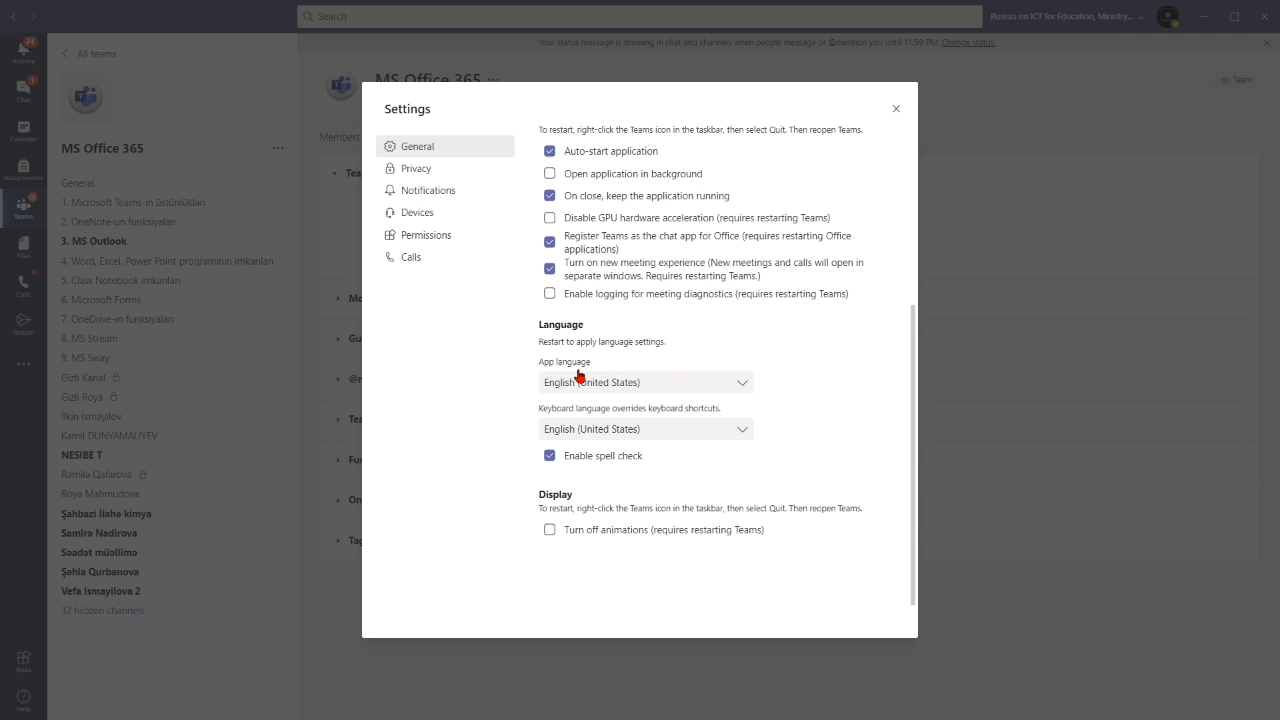 Search
Bureau on ICT for Education, Ministry...
Your status message is showing in chat and channels when people message or @mention you until 11:59 PM. Change status.
24
Activity
1
Chat
Calendar
Assignments
Teams
Files
Calls
Stream
Apps
Help
All teams
MS Office 365
General
1. Microsoft Teams-in üstünlükləri
2. OneNote-un funksiyaları
3. MS Outlook
4. Word, Excel, Power Point proqramının imkanları
5. Class Notebook imkanları
6. Microsoft Forms
7. OneDrive-ın funksiyaları
8. MS Stream
9. MS Sway
Gizli Kanal
Gizli Roya
İlkin İsmayılov
Kamil DÜNYAMALIYEV
NESIBE T
Ramilə Qafarova
Roya Mahmudova
Şahbazi İlahə kimya
Samirə Nadirova
Səadət müəllimə
Şəhla Qurbanova
Vefa Ismayilova 2
12 hidden channels
MS Office 365 ...
Team
Members
Settings
General
Privacy
Notifications
Devices
Permissions
Calls
To restart, right-click the Teams icon in the taskbar, then select Quit. Then reopen Teams.
Auto-start application
Open application in background
On close, keep the application running
Disable GPU hardware acceleration (requires restarting Teams)
Register Teams as the chat app for Office (requires restarting Office
applications)
Turn on new meeting experience (New meetings and calls will open in
separate windows. Requires restarting Teams.)
Enable logging for meeting diagnostics (requires restarting Teams)
Language
Restart to apply language settings.
App language
English (United States)
Keyboard language overrides keyboard shortcuts.
English (United States)
Enable spell check
Display
To restart, right-click the Teams icon in the taskbar, then select Quit. Then reopen Teams.
Turn off animations (requires restarting Teams)